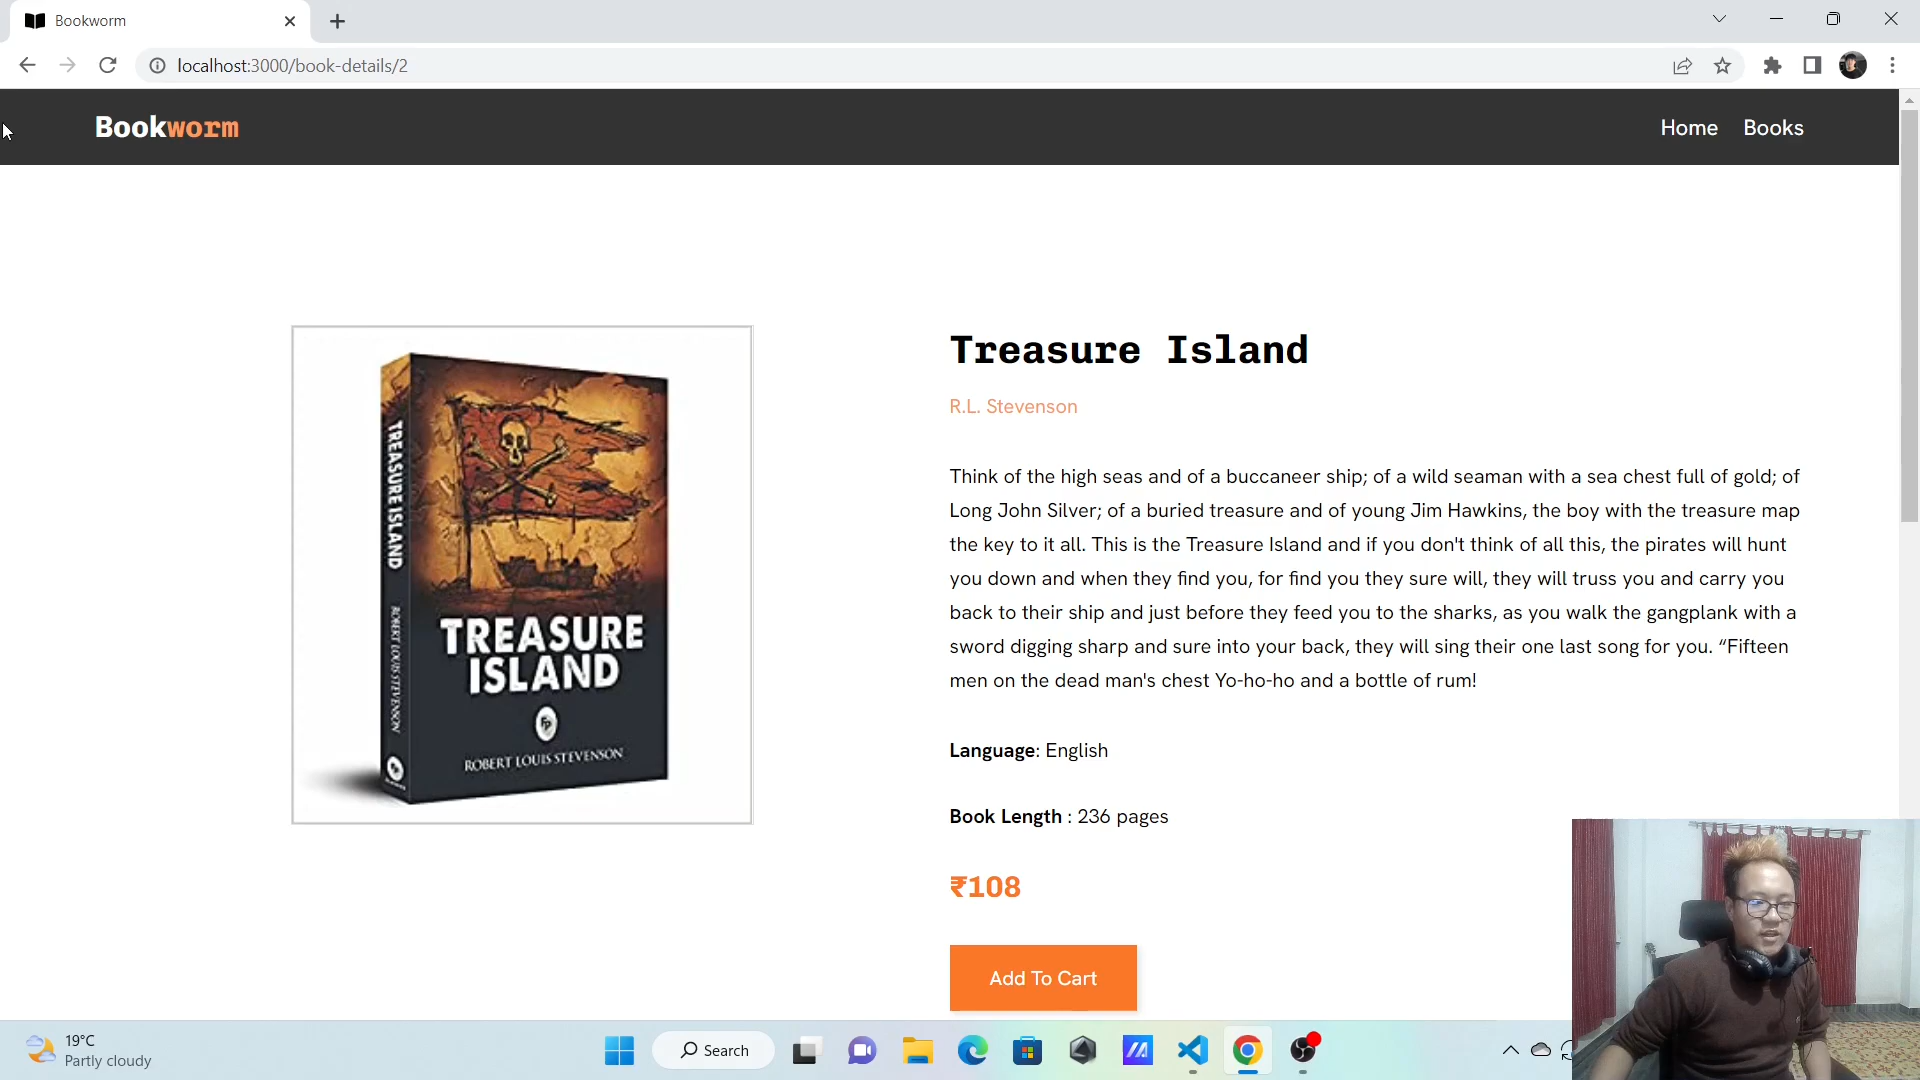 Bookworm
localhost:3000/book-details/2
Bookworm
Home Books
TREASURE ISLAND
ROBERT LOUIS STEVENSON
TREASURE
ISLAND
FP
ROBERT LOUIS STEVENSON
Treasure Island
R.L. Stevenson
Think of the high seas and of a buccaneer ship; of a wild seaman with a sea chest full of gold; of
Long John Silver; of a buried treasure and of young Jim Hawkins, the boy with the treasure map
the key to it all. This is the Treasure Island and if you don't think of all this, the pirates will hunt
you down and when they find you, for find you they sure will, they will truss you and carry you
back to their ship and just before they feed you to the sharks, as you walk the gangplank with a
sword digging sharp and sure into your back, they will sing their one last song for you. “Fifteen
men on the dead man's chest Yo-ho-ho and a bottle of rum!
Language: English
Book Length : 236 pages
₹108
Add To Cart
19°C
Partly cloudy
Search